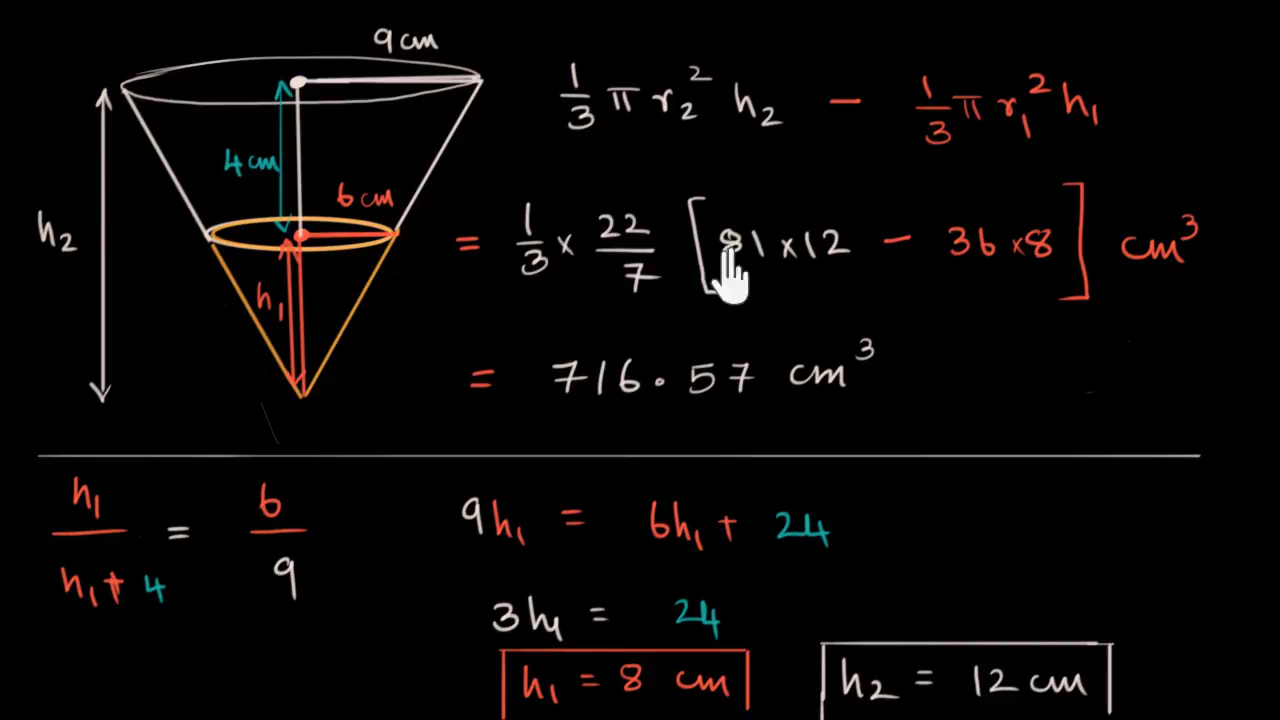 9 cm
1/3 π r₂² h₂ − 1/3 π r₁² h₁
4 cm
6 cm
h₂
= 1/3 × 22/7 [81 × 12 − 36 × 8] cm³
h₁
= 716.57 cm³
h₁/h₁+4 = 6/9
9h₁ = 6h₁ + 24
3h₁ = 24
h₁ = 8 cm
h₂ = 12 cm